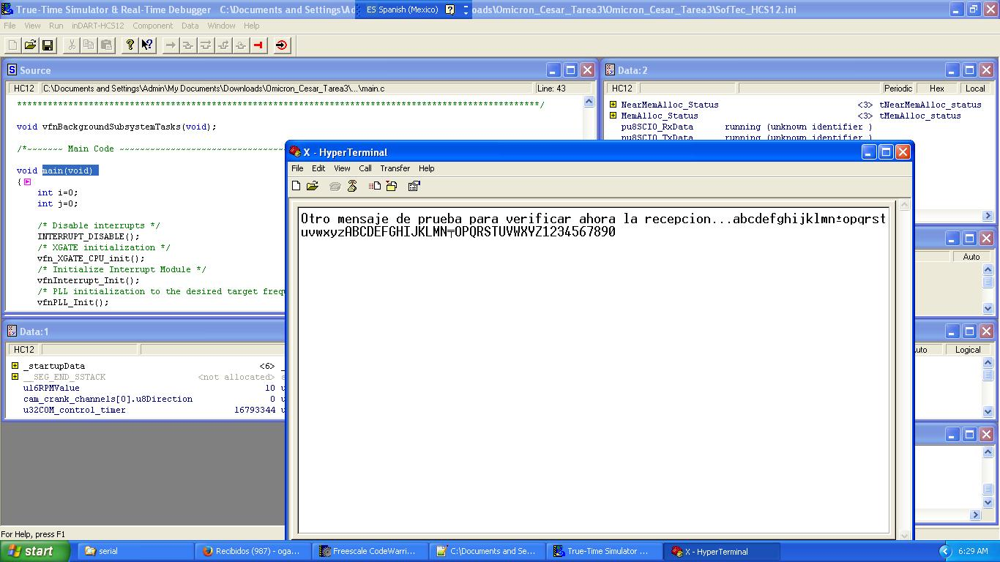 True-Time Simulator & Real-Time Debugger C:\Documents and Settings\Ad
ES Spanish (Mexico)
loads\Omicron_Cesar_Tarea3\Omicron_Cesar_Tarea3\SofTec_HCS12.ini
File View Run inDART-HCS12 Component Data Window Help
Source
HC12 C:\Documents and Settings\Admin\My Documents\Downloads\Omicron_Cesar_Tarea3\...\main.c Line: 43
void vfnBackgroundSubsystemTasks(void);
/*~~~~~~~ Main Code
void main(void)
{
int i=0;
int j=0;
/* Disable interrupts */
INTERRUPT_DISABLE();
/* XGATE initialization */
vfn_XGATE_CPU_init();
/* Initialize Interrupt Module */
vfnInterrupt_Init();
/* PLL initialization to the desired target freq
vfnPLL_Init();
Data:2
HC12 Periodic Hex Local
NearMemAlloc_Status <3> tNearMemAlloc_status
MemAlloc_Status <3> tMemAlloc_status
pu8SCI0_RxData running (unknown identifier )
pu8SCI0_TxData running (unknown identifier )
X - HyperTerminal
File Edit View Call Transfer Help
Otro mensaje de prueba para verificar ahora la recepcion...abcdefghijklmn±opqrst
uvwxyzABCDEFGHIJKLMN╤OPQRSTUVWXYZ1234567890
Auto
Data:1
HC12
_startupData <6>
__SEG_END_SSTACK <not allocated>
u16RPMValue 10 u
cam_crank_channels[0].u8Direction 0 u
u32COM_control_timer 16793344 u
uto Logical
For Help, press F1
start
serial
Recibidos (987) - oga...
Freescale CodeWarri...
C:\Documents and Se...
True-Time Simulator ...
X - HyperTerminal
6:29 AM